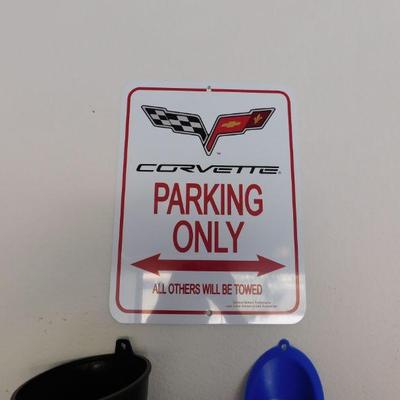 CORVETTE
PARKING
ONLY
ALL OTHERS WILL BE TOWED